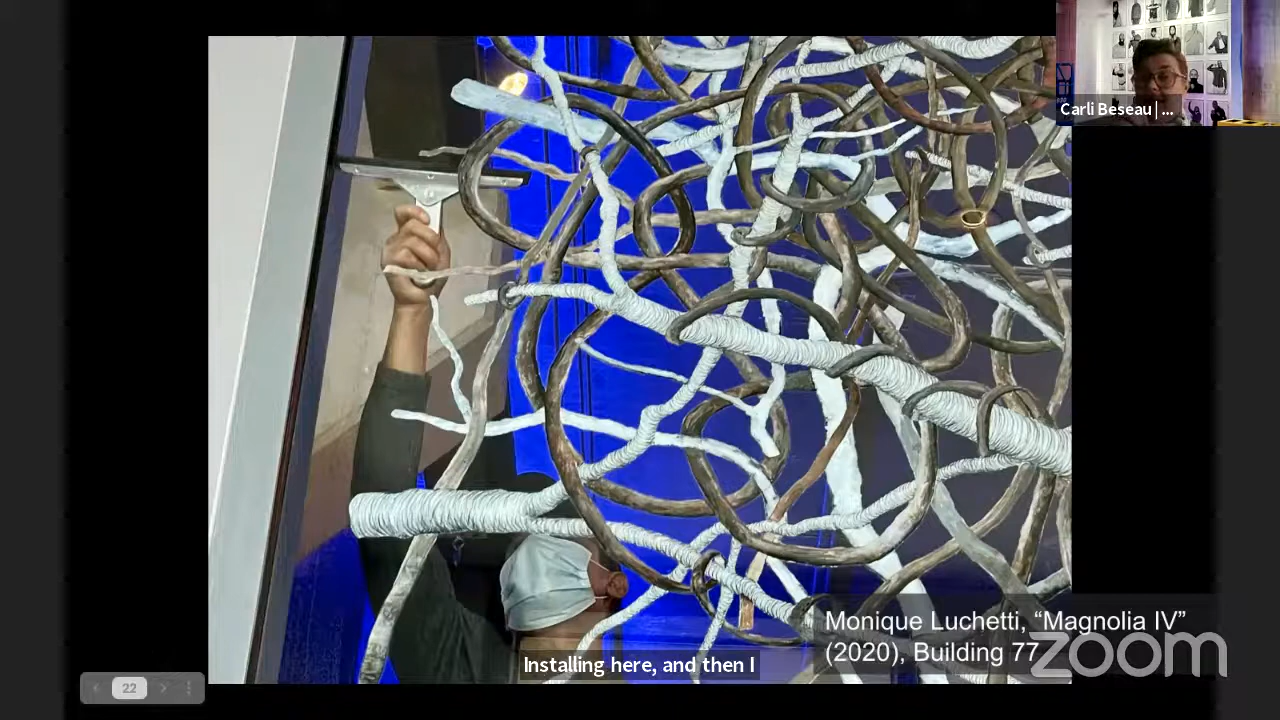 Carli Beseau | ...
Monique Luchetti, “Magnolia IV”
(2020), Building 77
zoom
Installing here, and then I
22